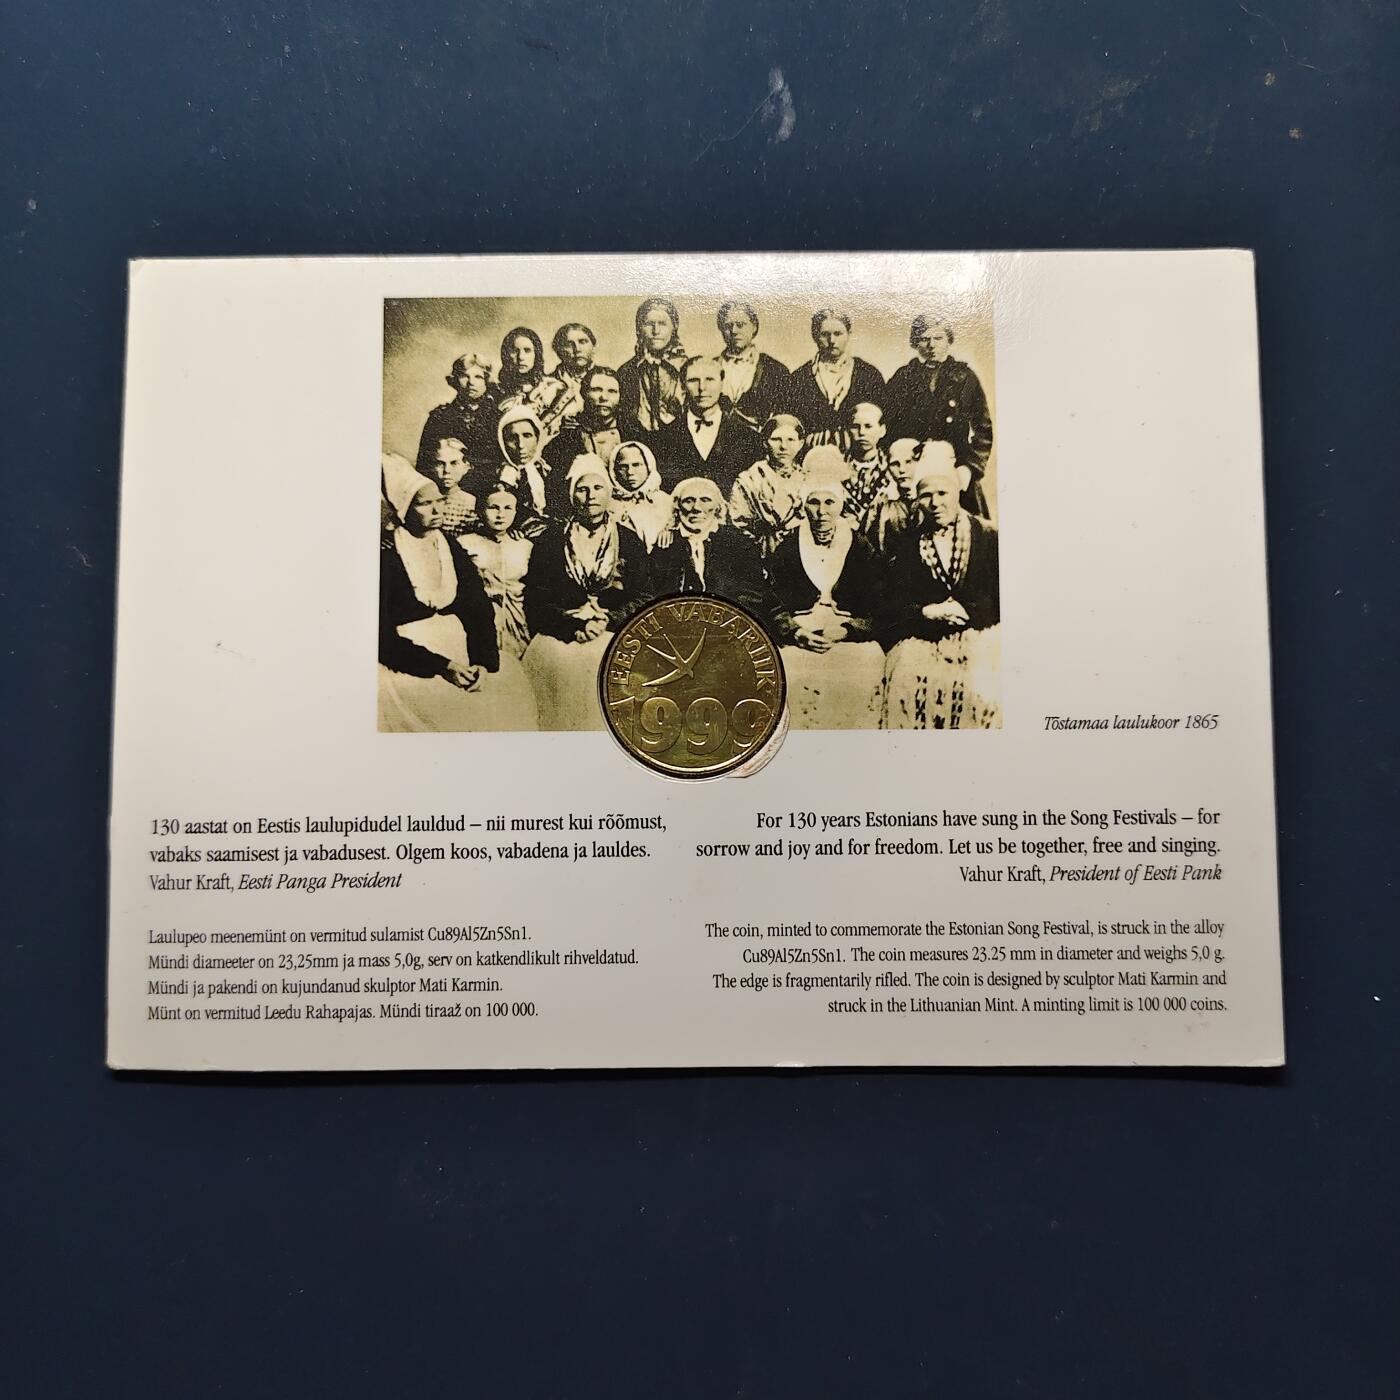 EESTI VABARIIK
1999
Tõstamaa laulukoor 1865
130 aastat on Eestis laulupidudel lauldud – nii murest kui rõõmust,
vabaks saamisest ja vabadusest. Olgem koos, vabadena ja lauldes.
Vahur Kraft, Eesti Panga President
Laulupeo meenemünt on vermitud sulamist Cu89Al5Zn5Sn1.
Mündi diameeter on 23,25mm ja mass 5,0g, serv on katkendlikult rihveldatud.
Mündi ja pakendi on kujundanud skulptor Mati Karmin.
Münt on vermitud Leedu Rahapajas. Mündi tiraaž on 100 000.
For 130 years Estonians have sung in the Song Festivals – for
sorrow and joy and for freedom. Let us be together, free and singing.
Vahur Kraft, President of Eesti Pank
The coin, minted to commemorate the Estonian Song Festival, is struck in the alloy
Cu89Al5Zn5Sn1. The coin measures 23.25 mm in diameter and weighs 5,0 g.
The edge is fragmentarily rifled. The coin is designed by sculptor Mati Karmin and
struck in the Lithuanian Mint. A minting limit is 100 000 coins.